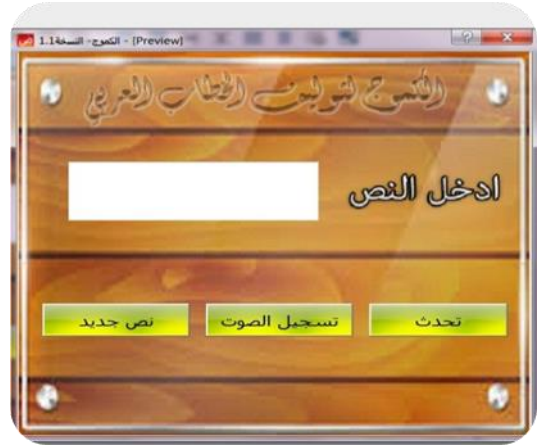 الكموج - النسخة1.1 - [Preview]
الكموج لتوليف الخطاب العربي
ادخل النص
تحدث
تسجيل الصوت
نص جديد